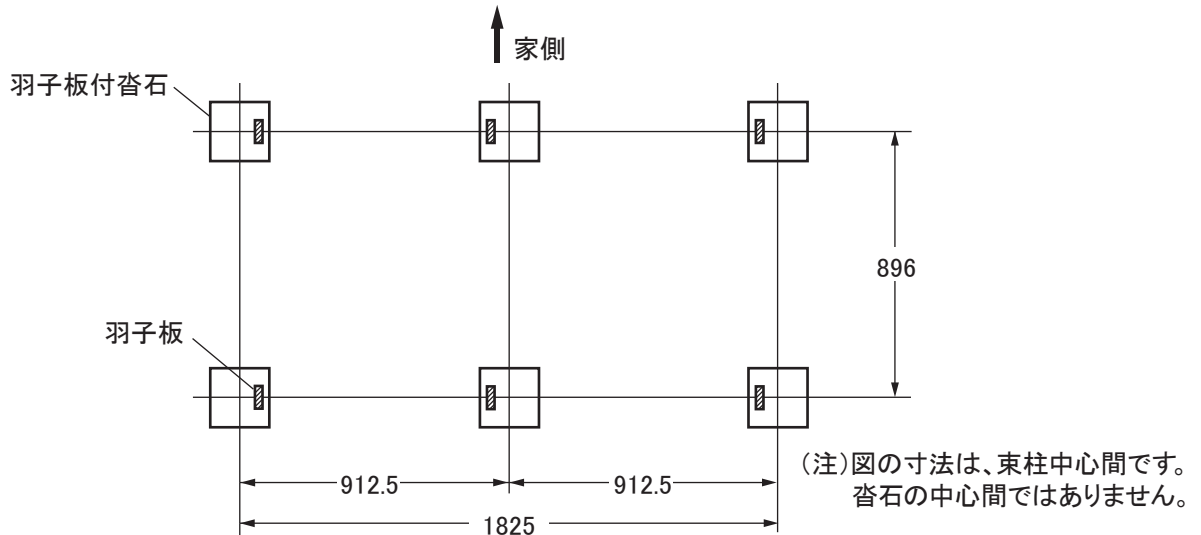 家側
羽子板付沓石
896
羽子板
912.5
912.5
1825
（注）図の寸法は、束柱中心間です。
沓石の中心間ではありません。